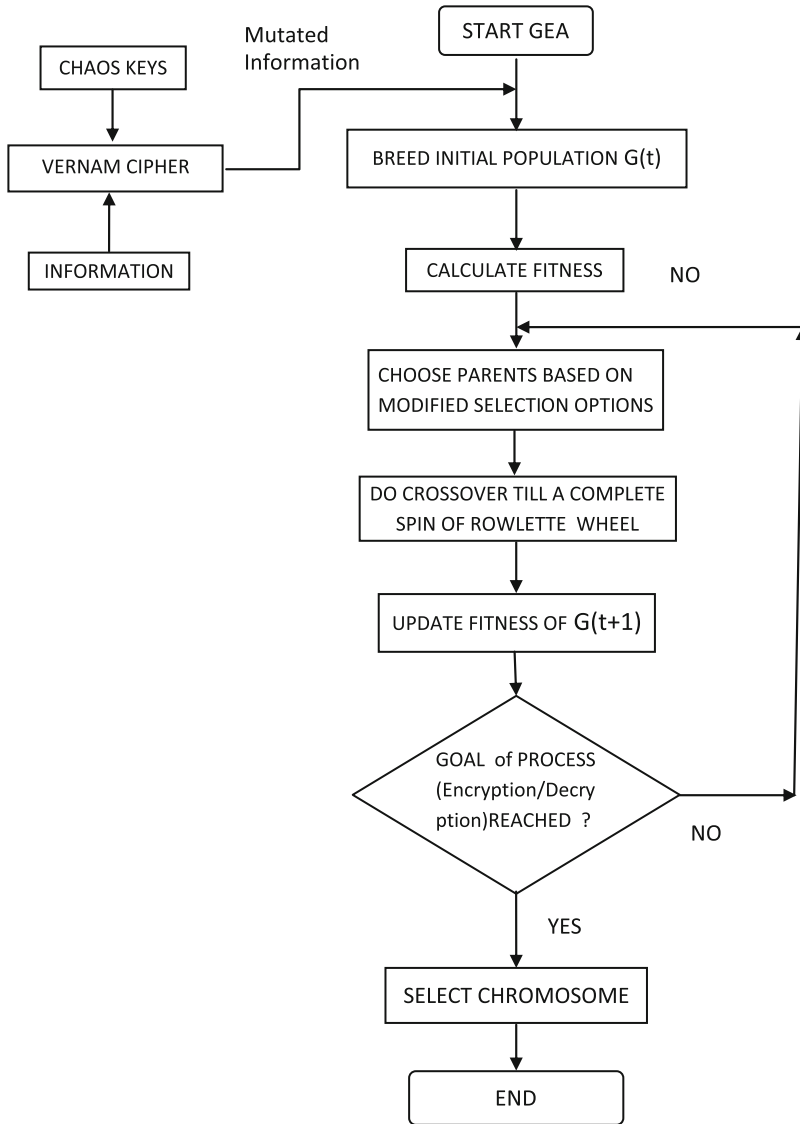 START GEA
Mutated
Information
CHAOS KEYS
VERNAM CIPHER
INFORMATION
BREED INITIAL POPULATION G(t)
CALCULATE FITNESS
NO
CHOOSE PARENTS BASED ON
MODIFIED SELECTION OPTIONS
DO CROSSOVER TILL A COMPLETE
SPIN OF ROWLETTE WHEEL
UPDATE FITNESS OF G(t+1)
GOAL of PROCESS
(Encryption/Decry
ption)REACHED ?
NO
YES
SELECT CHROMOSOME
END